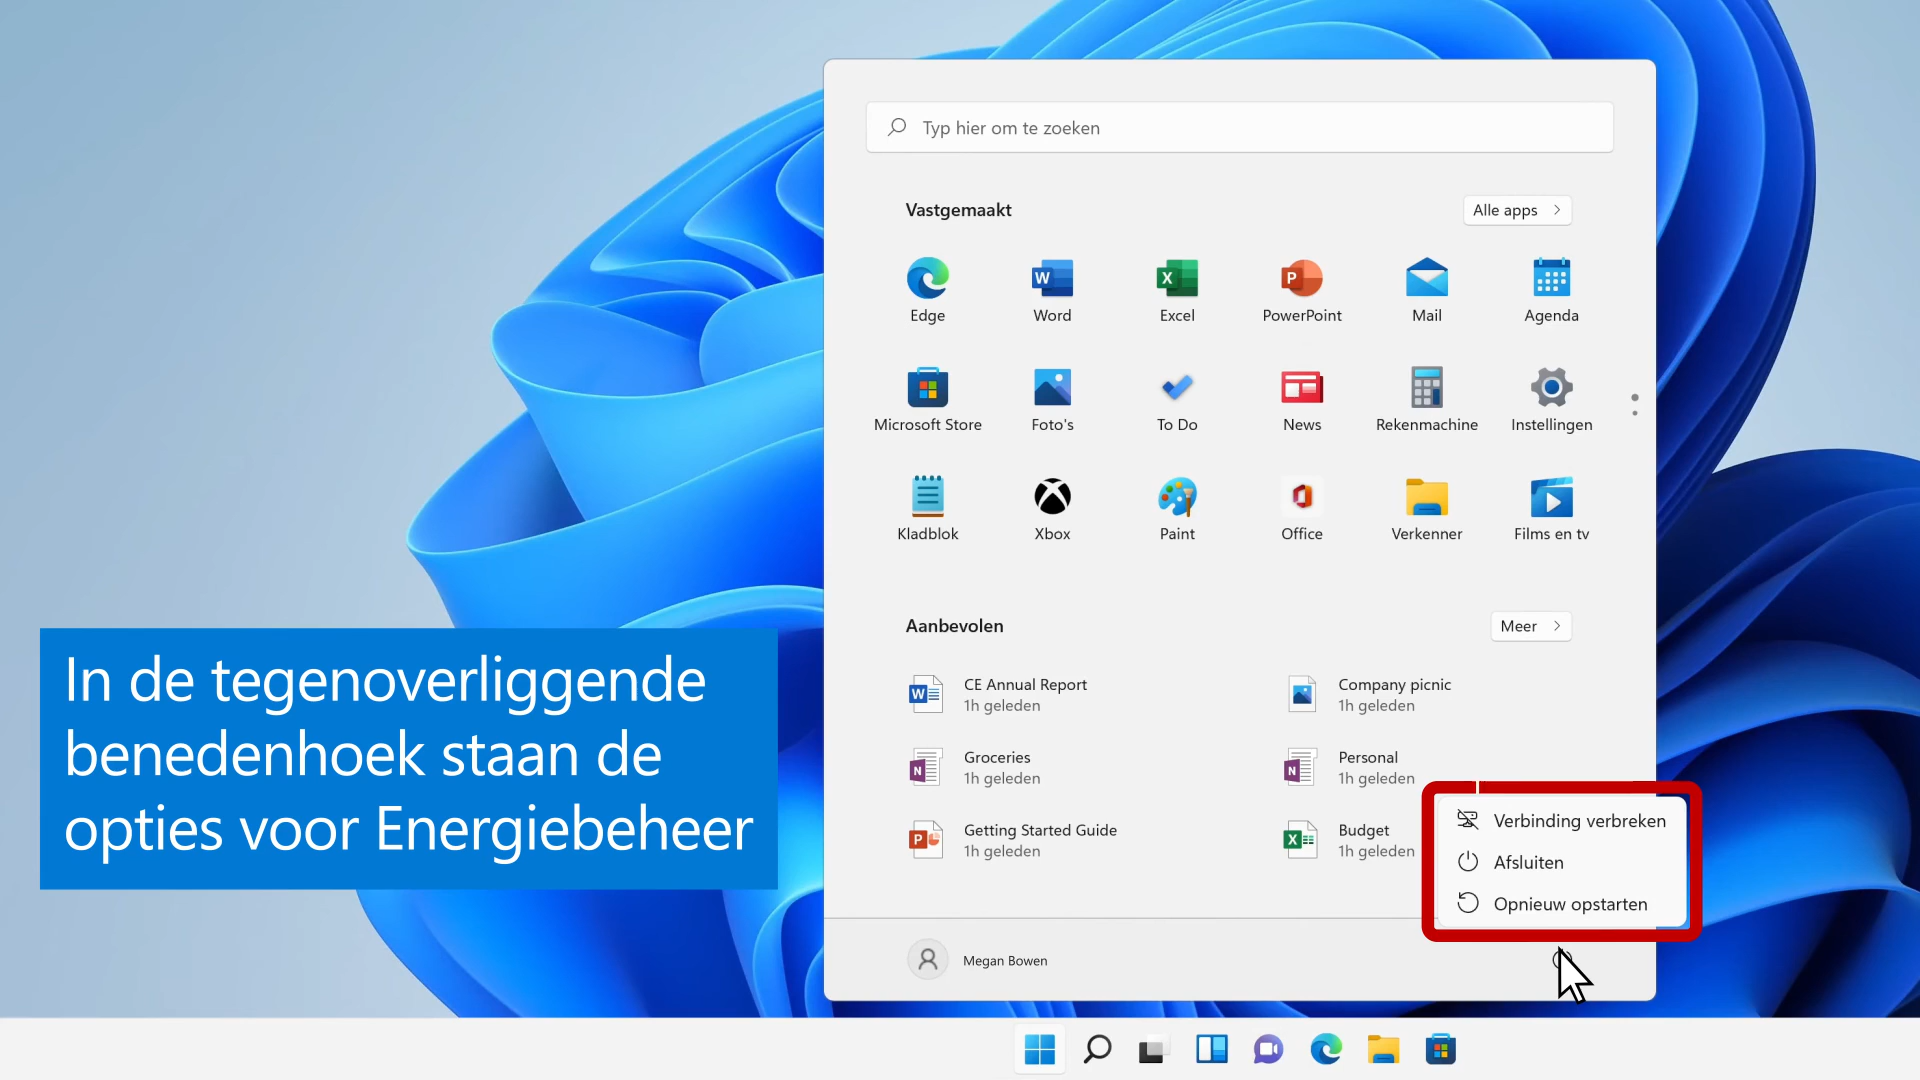 Typ hier om te zoeken
Vastgemaakt
Alle apps
Edge
Word
Excel
PowerPoint
Mail
Agenda
Microsoft Store
Foto's
To Do
News
Rekenmachine
Instellingen
Kladblok
Xbox
Paint
Office
Verkenner
Films en tv
Aanbevolen
Meer
CE Annual Report
1h geleden
Company picnic
1h geleden
Groceries
1h geleden
Personal
1h geleden
Getting Started Guide
1h geleden
Budget
1h geleden
Verbinding verbreken
Afsluiten
Opnieuw opstarten
Megan Bowen
In de tegenoverliggende
benedenhoek staan de
opties voor Energiebeheer